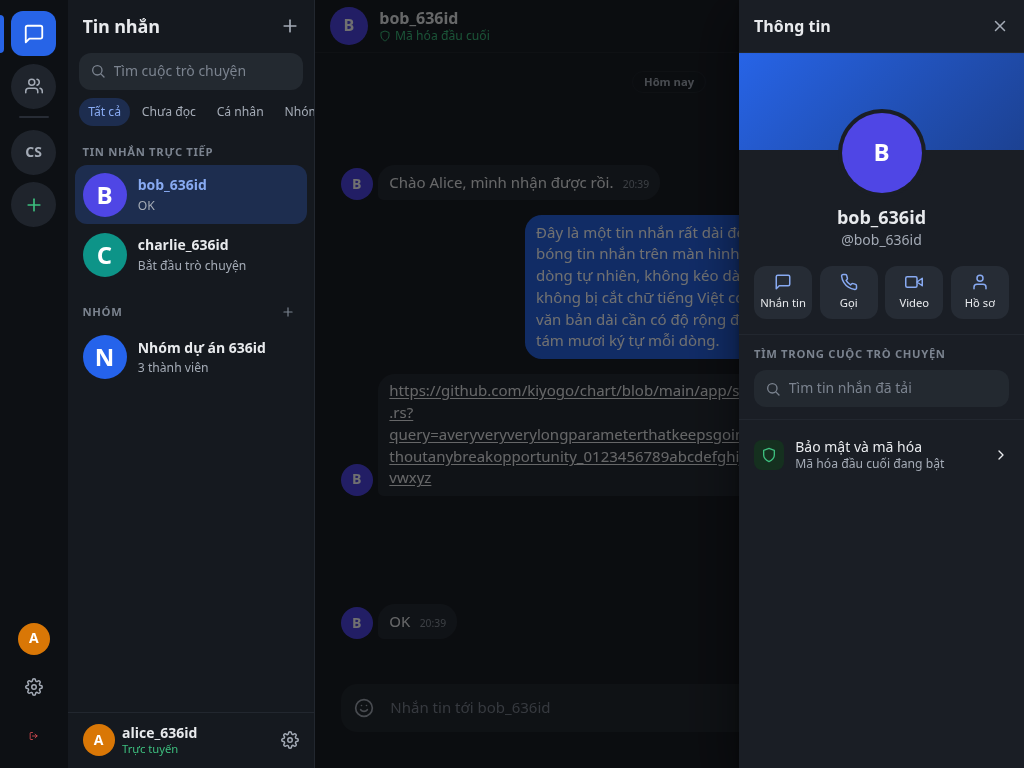 CS
A
Tin nhắn
Tìm cuộc trò chuyện
Tất cả
Chưa đọc
Cá nhân
Nhón
TIN NHẮN TRỰC TIẾP
B
bob_636id
OK
C
charlie_636id
Bắt đầu trò chuyện
NHÓM
N
Nhóm dự án 636id
3 thành viên
A
alice_636id
Trực tuyến
B
bob_636id
Mã hóa đầu cuối
Hôm nay
B
Chào Alice, mình nhận được rồi. 20:39
Đây là một tin nhắn rất dài đ
bóng tin nhắn trên màn hình
dòng tự nhiên, không kéo dà
không bị cắt chữ tiếng Việt c
văn bản dài cần có độ rộng đ
tám mươi ký tự mỗi dòng.
https://github.com/kiyogo/chart/blob/main/app/s
.rs?
query=averyveryverylongparameterthatkeepsgoin
thoutanybreakopportunity_0123456789abcdefghi
vwxyz
B
B
OK 20:39
Nhắn tin tới bob_636id
Thông tin
B
bob_636id
@bob_636id
Nhắn tin
Gọi
Video
Hồ sơ
TÌM TRONG CUỘC TRÒ CHUYỆN
Tìm tin nhắn đã tải
Bảo mật và mã hóa
Mã hóa đầu cuối đang bật